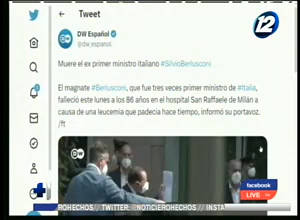 Tweet
DW Español
@dw_espanol
12
Muere el ex primer ministro italiano #SilvioBerlusconi
El magnate #Berlusconi, que fue tres veces primer ministro de #Italia,
falleció este lunes a los 86 años en el hospital San Raffaele de Milán a
causa de una leucemia que padecía hace tiempo, informó su portavoz.
/ft
DW
facebook
LIVE
ROHECHOS // TWITTER: NOTICIEROHECHOS // INSTA